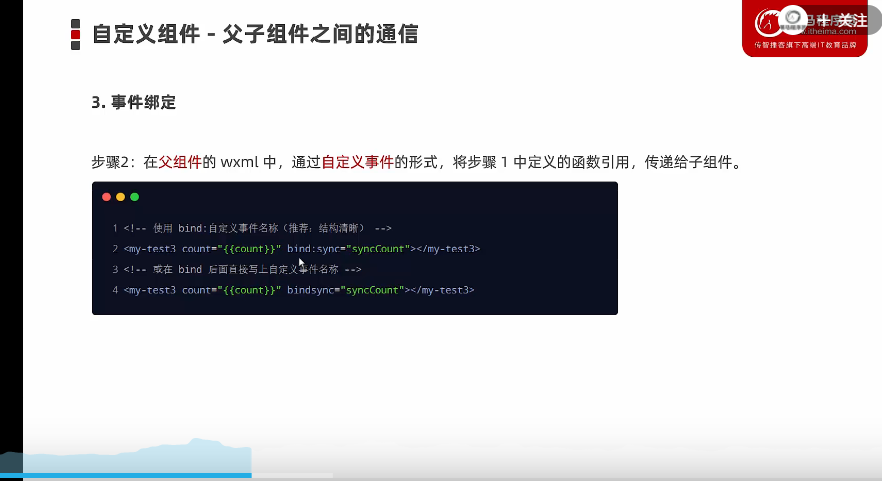 自定义组件 - 父子组件之间的通信
+ 关注
itheima.com
传智播客旗下高端IT教育品牌
3. 事件绑定
步骤2：在父组件的 wxml 中，通过自定义事件的形式，将步骤 1 中定义的函数引用，传递给子组件。
1 <!-- 使用 bind:自定义事件名称（推荐：结构清晰） -->
2 <my-test3 count="{{count}}" bind:sync="syncCount"></my-test3>
3 <!-- 或在 bind 后面直接写上自定义事件名称 -->
4 <my-test3 count="{{count}}" bindsync="syncCount"></my-test3>